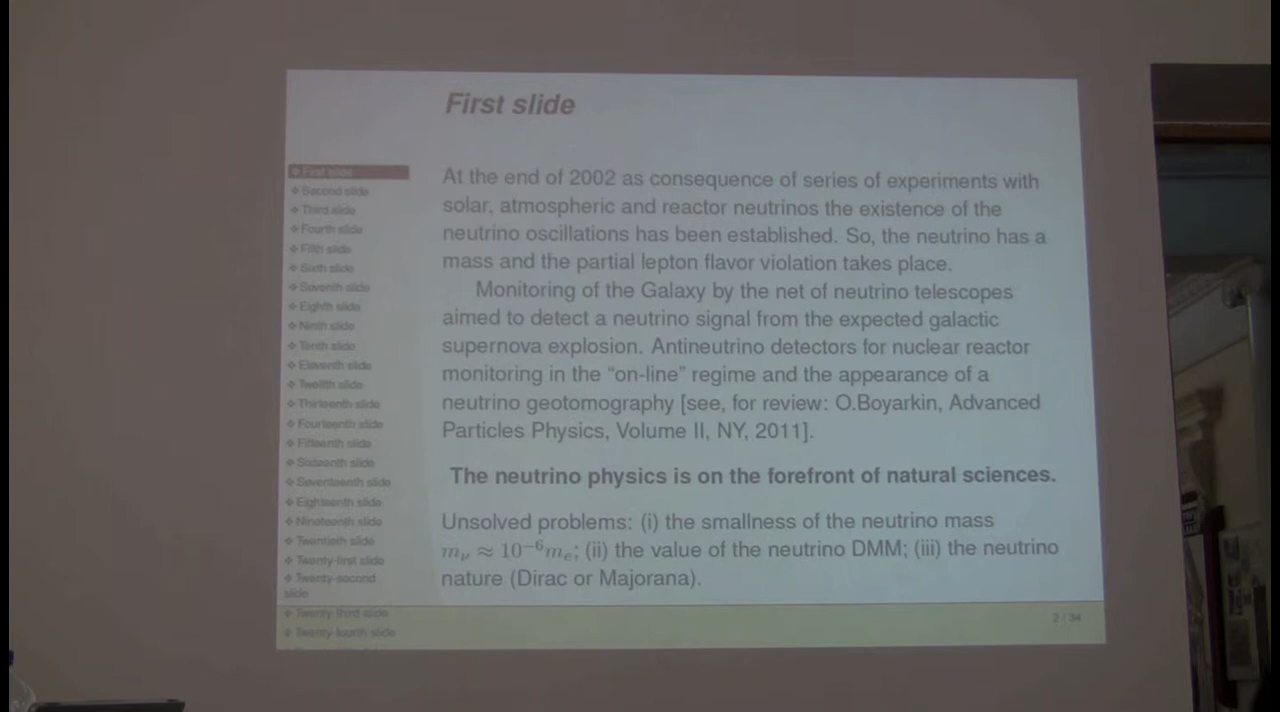 First slide
❖ First slide
❖ Second slide
❖ Third slide
❖ Fourth slide
❖ Fifth slide
❖ Sixth slide
❖ Seventh slide
❖ Eighth slide
❖ Ninth slide
❖ Tenth slide
❖ Eleventh slide
❖ Twelfth slide
❖ Thirteenth slide
❖ Fourteenth slide
❖ Fifteenth slide
❖ Sixteenth slide
❖ Seventeenth slide
❖ Eighteenth slide
❖ Nineteenth slide
❖ Twentieth slide
❖ Twenty-first slide
❖ Twenty-second
slide
❖ Twenty-third slide
❖ Twenty-fourth slide
At the end of 2002 as consequence of series of experiments with
solar, atmospheric and reactor neutrinos the existence of the
neutrino oscillations has been established. So, the neutrino has a
mass and the partial lepton flavor violation takes place.
Monitoring of the Galaxy by the net of neutrino telescopes
aimed to detect a neutrino signal from the expected galactic
supernova explosion. Antineutrino detectors for nuclear reactor
monitoring in the “on-line” regime and the appearance of a
neutrino geotomography [see, for review: O.Boyarkin, Advanced
Particles Physics, Volume II, NY, 2011].
The neutrino physics is on the forefront of natural sciences.
Unsolved problems: (i) the smallness of the neutrino mass
m_ν ≈ 10⁻⁶m_e; (ii) the value of the neutrino DMM; (iii) the neutrino
nature (Dirac or Majorana).
2 / 34